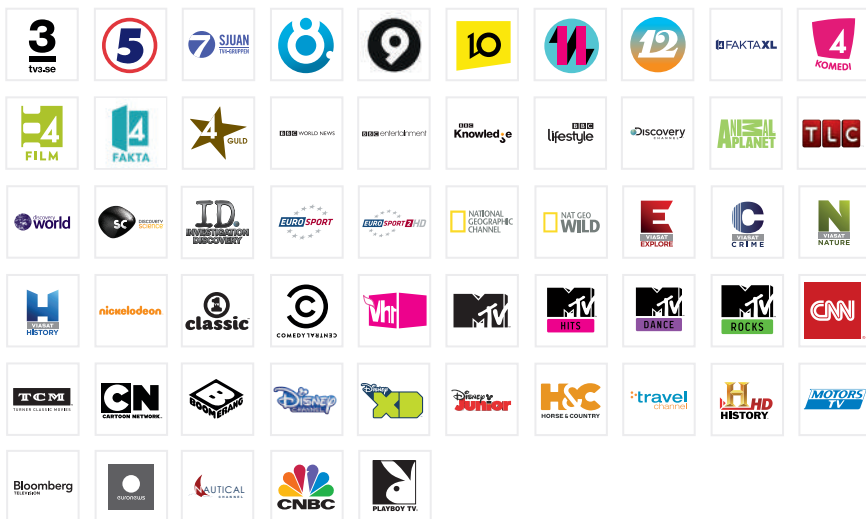 3
tv3.se
5
7 SJUAN
TV4-GRUPPEN
8
9
10
11
12
4FAKTA XL
4
KOMEDI
4
FILM
4
FAKTA
4 GULD
BBC WORLD NEWS
BBC entertainment
BBC
Knowledge
BBC
lifestyle
Discovery
CHANNEL
ANIMAL
PLANET
TLC
discovery
world
SC DISCOVERY
SCIENCE
I.D.
INVESTIGATION
DISCOVERY
EUROSPORT
EUROSPORT 2 HD
NATIONAL
GEOGRAPHIC
CHANNEL
NAT GEO
WILD
E
VIASAT
EXPLORE
C
VIASAT
CRIME
N
VIASAT
NATURE
H
VIASAT
HISTORY
nickelodeon
1
classic
CC
COMEDY CENTRAL
vh1
MTV
MTV
HITS
MTV
DANCE
MTV
ROCKS
CNN
TCM
TURNER CLASSIC MOVIES
CN
CARTOON NETWORK
B
BOOMERANG
Disney
CHANNEL
Disney
XD
Disney
Junior
H&C
HORSE & COUNTRY
travel
channel
H HD
HISTORY
MOTORS
TV
Bloomberg
TELEVISION
euronews
NAUTICAL
CHANNEL
CNBC
PLAYBOY TV